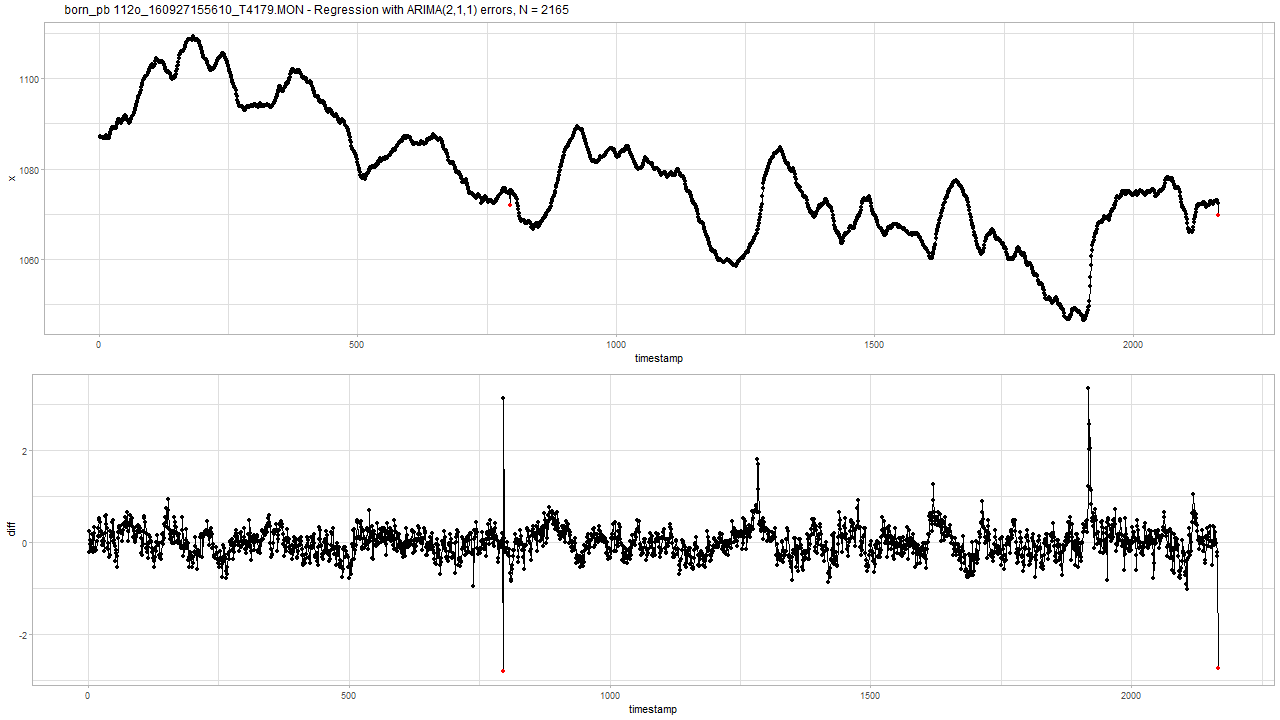 born_pb 112o_160927155610_T4179.MON - Regression with ARIMA(2,1,1) errors, N = 2165
1100
1080
1060
x
0 500 1000 1500 2000
timestamp
2
0
-2
diff
0 500 1000 1500 2000
timestamp